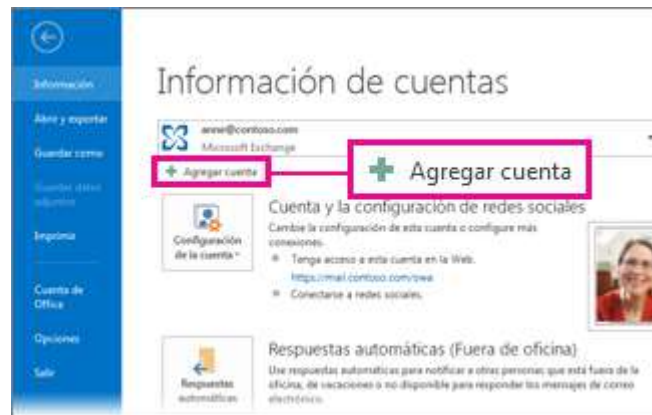 Información de cuentas
Información
Abrir y exportar
Guardar como
Guardar datos
adjuntos
Imprimir
Cuenta de
Office
Opciones
Salir
anne@contoso.com
Microsoft Exchange
Agregar cuenta
Agregar cuenta
Configuración
de la cuenta
Cuenta y la configuración de redes sociales
Cambie la configuración de esta cuenta o configure más
conexiones.
Tenga acceso a esta cuenta en la Web.
https://mail.contoso.com/owa
Conectarse a redes sociales.
Respuestas
automáticas
Respuestas automáticas (Fuera de oficina)
Use respuestas automáticas para notificar a otras personas que está fuera de la
oficina, de vacaciones o no disponible para responder los mensajes de correo
electrónico.